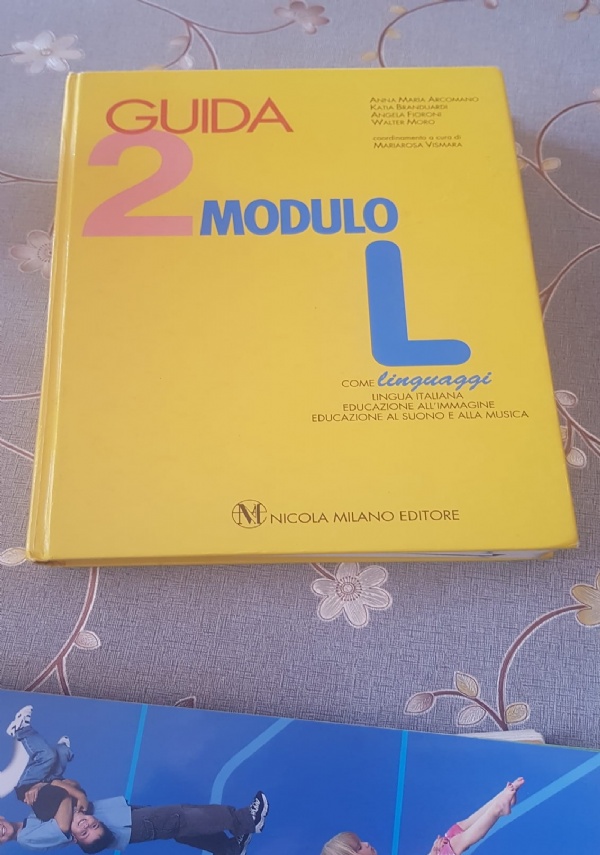 GUIDA
2 MODULO
L
ANNA MARIA ARCOMANO
KATIA BRANDUARDI
ANGELA FIORONI
WALTER MORO
coordinamento a cura di
MARIAROSA VISMARA
COME linguaggi
LINGUA ITALIANA
EDUCAZIONE ALL'IMMAGINE
EDUCAZIONE AL SUONO E ALLA MUSICA
NICOLA MILANO EDITORE